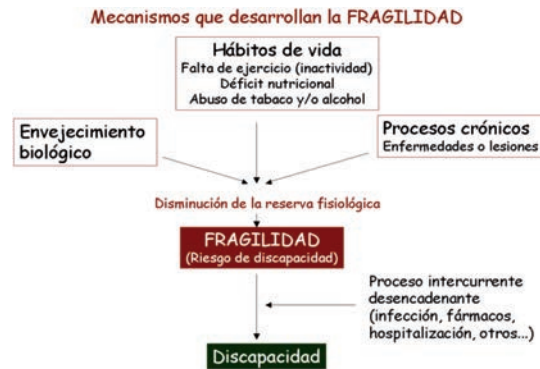 Mecanismos que desarrollan la FRAGILIDAD
Hábitos de vida
Falta de ejercicio (inactividad)
Déficit nutricional
Abuso de tabaco y/o alcohol
Envejecimiento
biológico
Procesos crónicos
Enfermedades o lesiones
Disminución de la reserva fisiológica
FRAGILIDAD
(Riesgo de discapacidad)
Proceso intercurrente
desencadenante
(infección, fármacos,
hospitalización, otros...)
Discapacidad